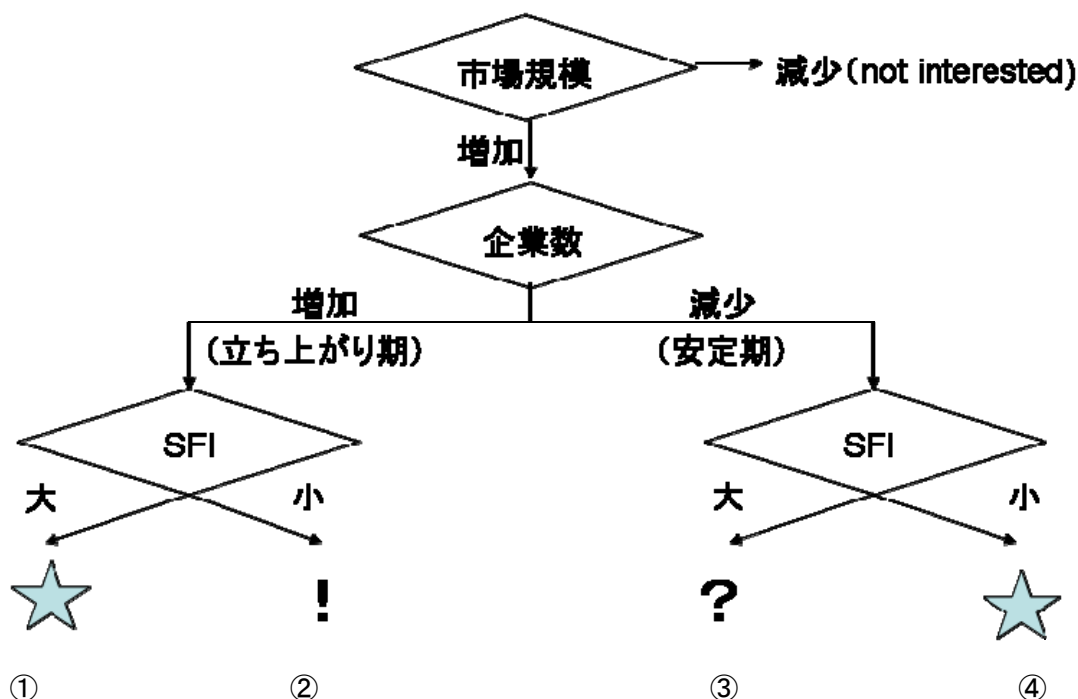 市場規模
減少(not interested)
増加
企業数
増加
減少
(立ち上がり期)
(安定期)
SFI
SFI
大
小
大
小
!
?
①
②
③
④